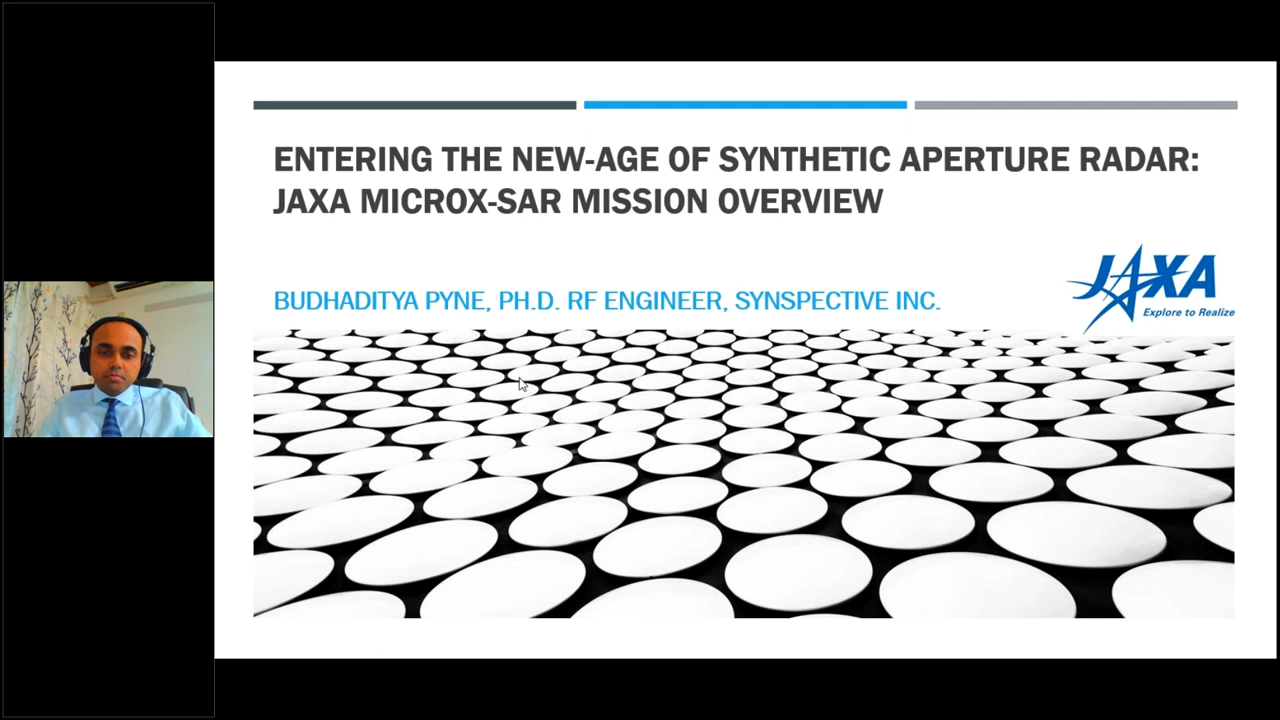 ENTERING THE NEW-AGE OF SYNTHETIC APERTURE RADAR:
JAXA MICROX-SAR MISSION OVERVIEW
BUDHADITYA PYNE, PH.D. RF ENGINEER, SYNSPECTIVE INC.
JAXA
Explore to Realize